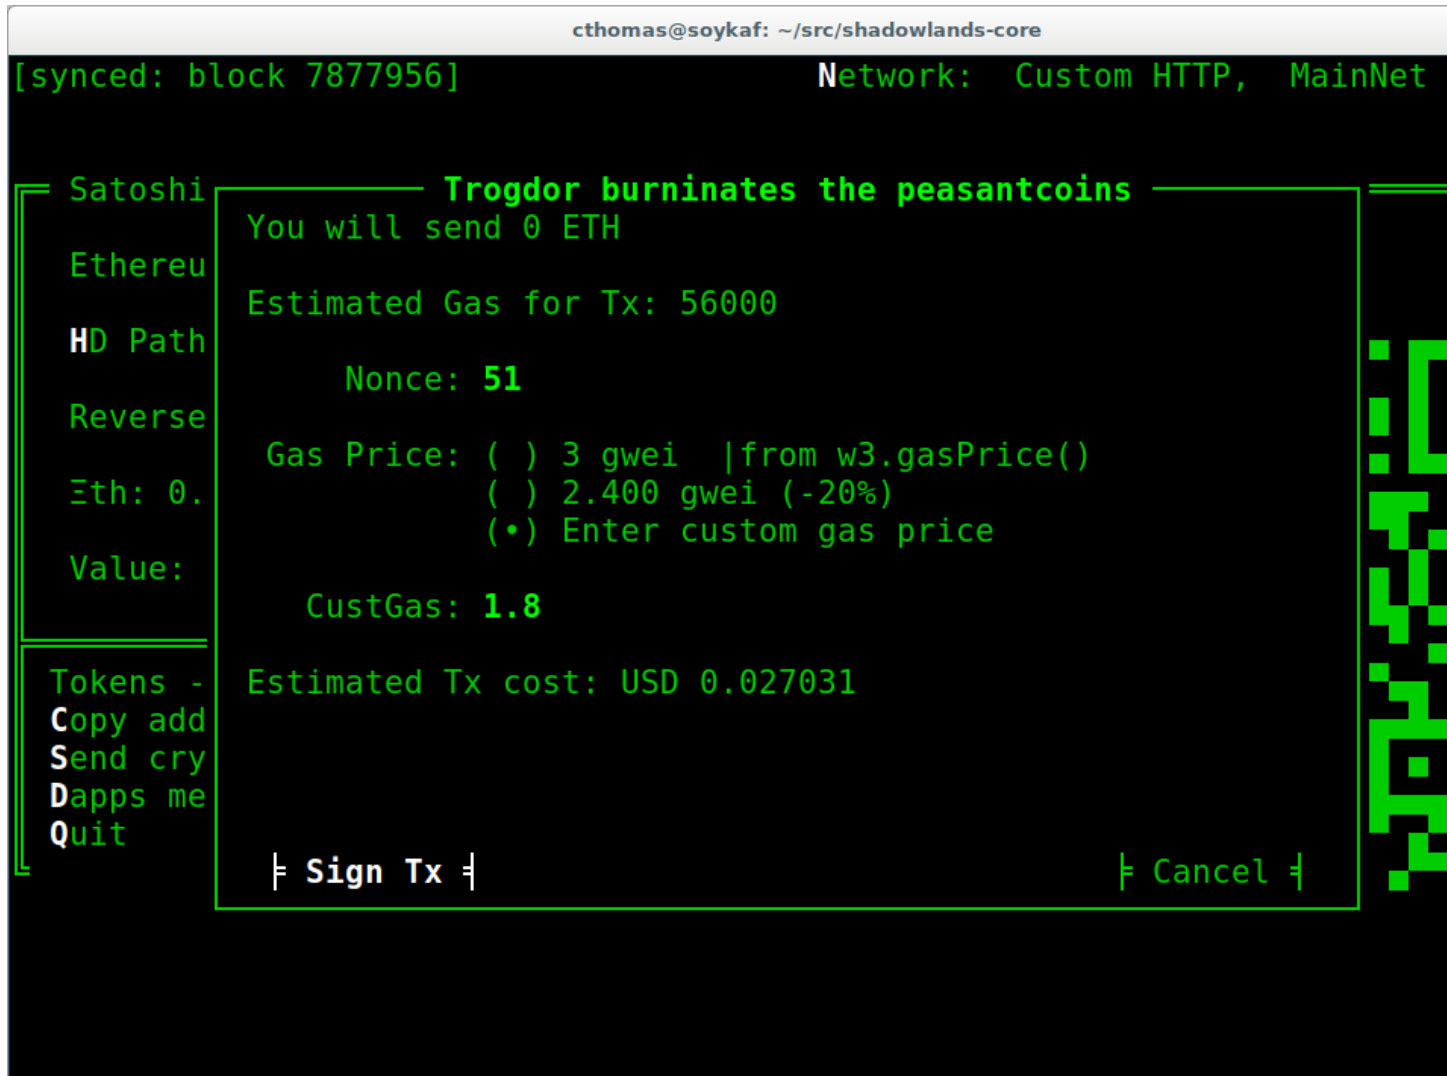 cthomas@soykaf: ~/src/shadowlands-core
[synced: block 7877956] Network: Custom HTTP, MainNet
Satoshi
Trogdor burninates the peasantcoins
You will send 0 ETH
Ethereu
Estimated Gas for Tx: 56000
HD Path
Nonce: 51
Reverse
Gas Price: ( ) 3 gwei |from w3.gasPrice()
Ξth: 0.
( ) 2.400 gwei (-20%)
(•) Enter custom gas price
Value:
CustGas: 1.8
Tokens -
Estimated Tx cost: USD 0.027031
Copy add
Send cry
Dapps me
Quit
Sign Tx
Cancel